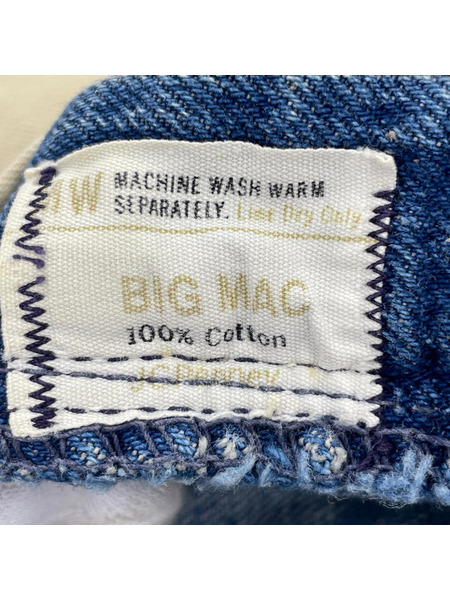 W MACHINE WASH WARM
SEPARATELY. Line Dry Only
BIG MAC
100% Cotton
JCPenney